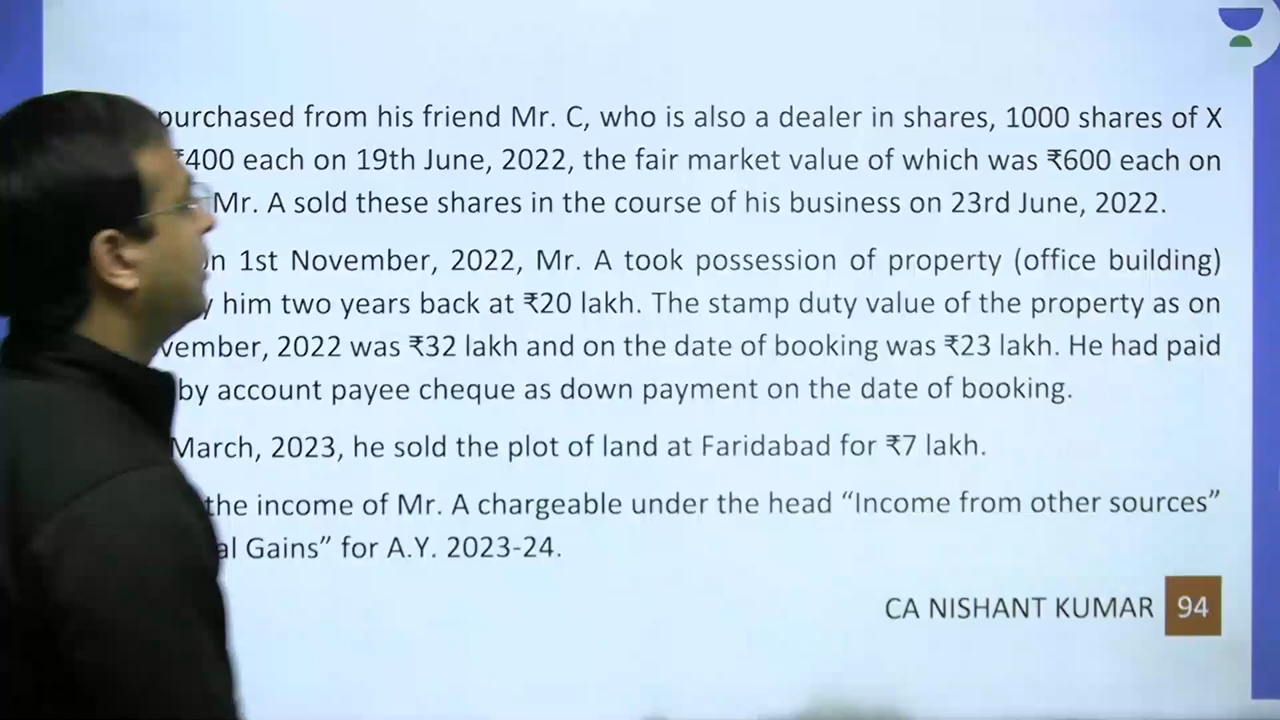 purchased from his friend Mr. C, who is also a dealer in shares, 1000 shares of X
₹400 each on 19th June, 2022, the fair market value of which was ₹600 each on
Mr. A sold these shares in the course of his business on 23rd June, 2022.
1st November, 2022, Mr. A took possession of property (office building)
him two years back at ₹20 lakh. The stamp duty value of the property as on
2022 was ₹32 lakh and on the date of booking was ₹23 lakh. He had paid
by account payee cheque as down payment on the date of booking.
March, 2023, he sold the plot of land at Faridabad for ₹7 lakh.
the income of Mr. A chargeable under the head “Income from other sources”
Gains” for A.Y. 2023-24.
CA NISHANT KUMAR 94